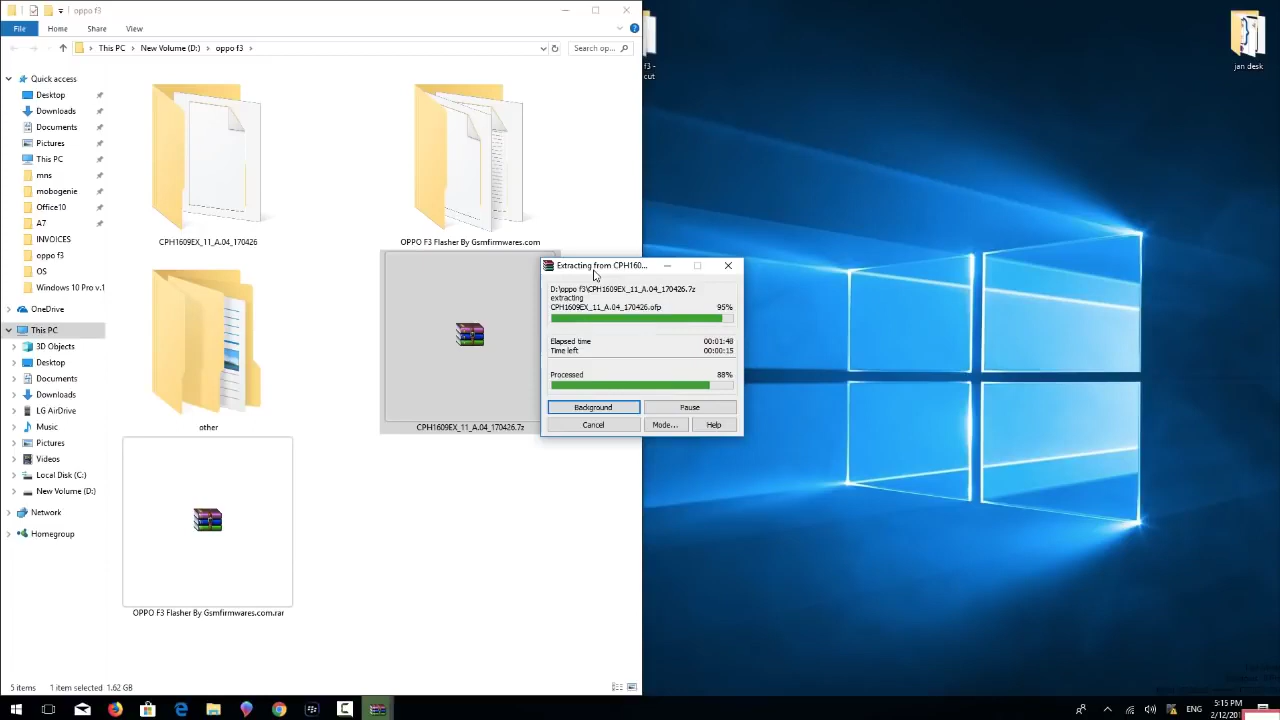 oppo f3
File
Home
Share
View
This PC
New Volume (D:)
oppo f3
Search op...
Quick access
Desktop
Downloads
Documents
Pictures
This PC
mns
mobogenie
Office10
A7
INVOICES
oppo f3
OS
Windows 10 Pro v.1
OneDrive
This PC
3D Objects
Desktop
Documents
Downloads
LG AirDrive
Music
Pictures
Videos
Local Disk (C:)
New Volume (D:)
Network
Homegroup
CPH1609EX_11_A.04_170426
OPPO F3 Flasher By Gsmfirmwares.com
other
CPH1609EX_11_A.04_170426.7z
OPPO F3 Flasher By Gsmfirmwares.com.rar
5 items
1 item selected 1.62 GB
Extracting from CPH160...
D:\oppo f3\CPH1609EX_11_A.04_170426.7z
extracting
CPH1609EX_11_A.04_170426.ofp 95%
Elapsed time 00:01:48
Time left 00:00:15
Processed 88%
Background
Pause
Cancel
Mode...
Help
f3 -
cut
jan desk
ENG
5:15 PM
2/12/20